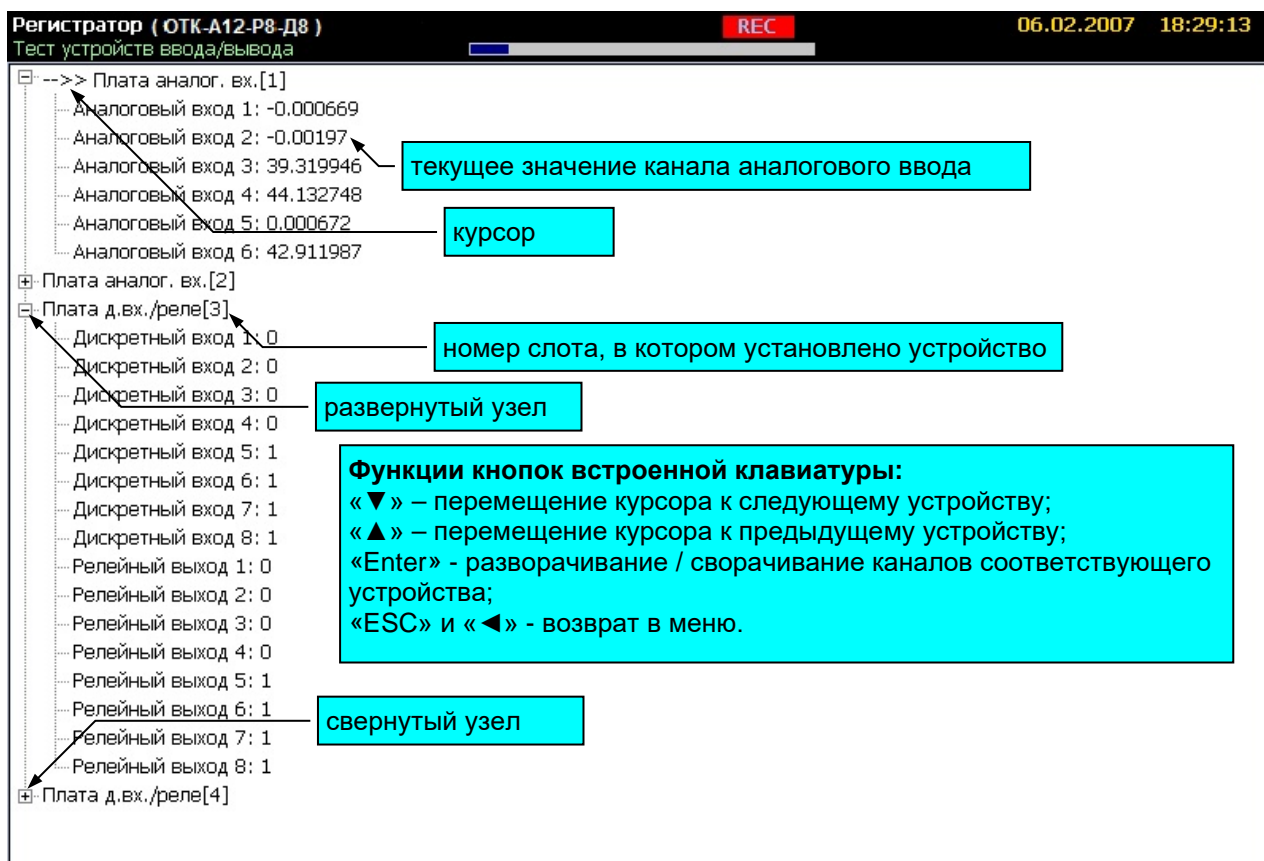 Регистратор ( ОТК-А12-Р8-Д8 ) REC 06.02.2007 18:29:13
Тест устройств ввода/вывода
-->> Плата аналог. вх.[1]
Аналоговый вход 1: -0.000669
Аналоговый вход 2: -0.00197
текущее значение канала аналогового ввода
Аналоговый вход 3: 39.319946
Аналоговый вход 4: 44.132748
Аналоговый вход 5: 0.000672
курсор
Аналоговый вход 6: 42.911987
Плата аналог. вх.[2]
Плата д.вх./реле[3]
Дискретный вход 1: 0
номер слота, в котором установлено устройство
Дискретный вход 2: 0
Дискретный вход 3: 0
развернутый узел
Дискретный вход 4: 0
Дискретный вход 5: 1
Дискретный вход 6: 1
Дискретный вход 7: 1
Дискретный вход 8: 1
Функции кнопок встроенной клавиатуры:
«▼» – перемещение курсора к следующему устройству;
«▲» – перемещение курсора к предыдущему устройству;
«Enter» - разворачивание / сворачивание каналов соответствующего
устройства;
«ESC» и «◄» - возврат в меню.
Релейный выход 1: 0
Релейный выход 2: 0
Релейный выход 3: 0
Релейный выход 4: 0
Релейный выход 5: 1
Релейный выход 6: 1
свернутый узел
Релейный выход 7: 1
Релейный выход 8: 1
Плата д.вх./реле[4]